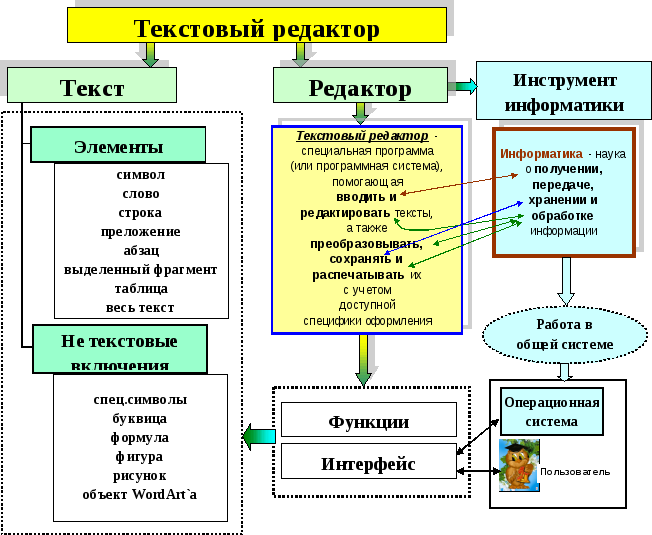 Текстовый редактор
Текст
Редактор
Инструмент
информатики
Элементы
символ
слово
строка
преложение
абзац
выделенный фрагмент
таблица
весь текст
Не текстовые
включения
спец.символы
буквица
формула
фигура
рисунок
объект WordArt`a
Текстовый редактор -
специальная программа
(или программная система),
помогающая
вводить и
редактировать тексты,
а также
преобразовывать,
сохранять и
распечатывать их
с учетом
доступной
специфики оформления
Информатика - наука
о получении,
передаче,
хранении и
обработке
информации
Работа в
общей системе
Функции
Интерфейс
Операционная
система
Пользователь